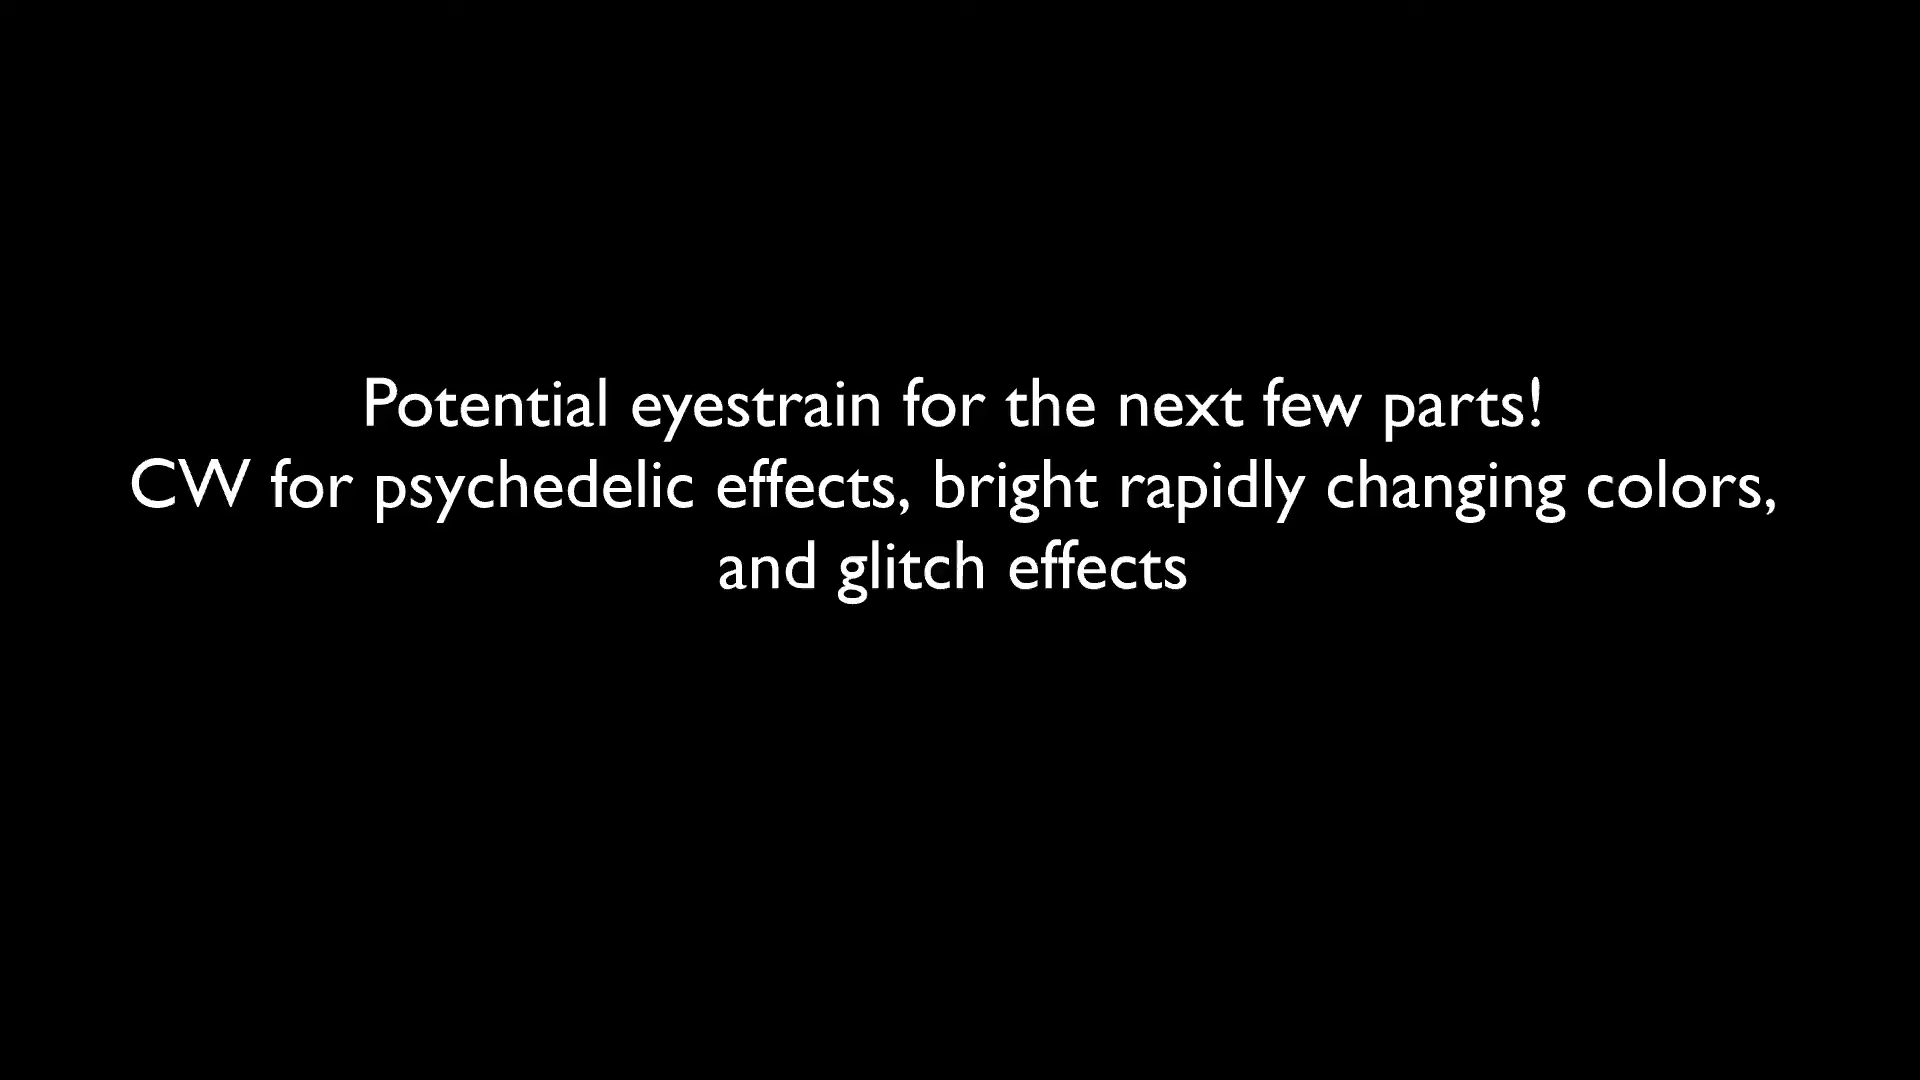 Potential eyestrain for the next few parts!
CW for psychedelic effects, bright rapidly changing colors,
and glitch effects